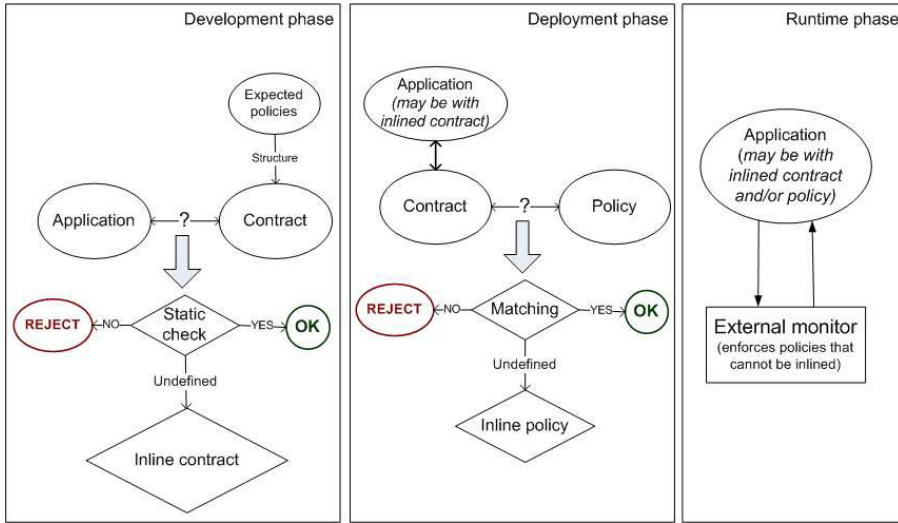 Development phase
Expected
policies
Structure
Application
?
Contract
REJECT
NO
Static
check
YES
OK
Undefined
Inline contract
Deployment phase
Application
(may be with
inlined contract)
Contract
?
Policy
REJECT
NO
Matching
YES
OK
Undefined
Inline policy
Runtime phase
Application
(may be with
inlined contract
and/or policy)
External monitor
(enforces policies that
cannot be inlined)